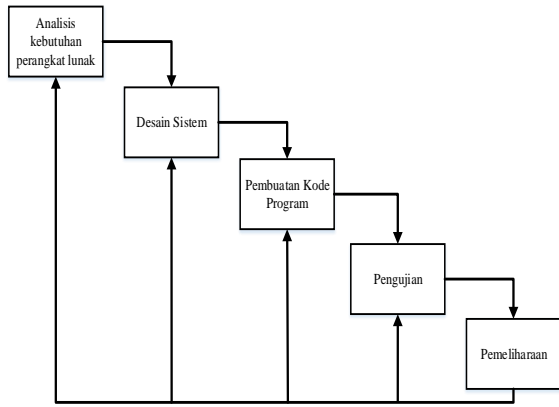 Analisis
kebutuhan
perangkat lunak
Desain Sistem
Pembuatan Kode
Program
Pengujian
Pemeliharaan